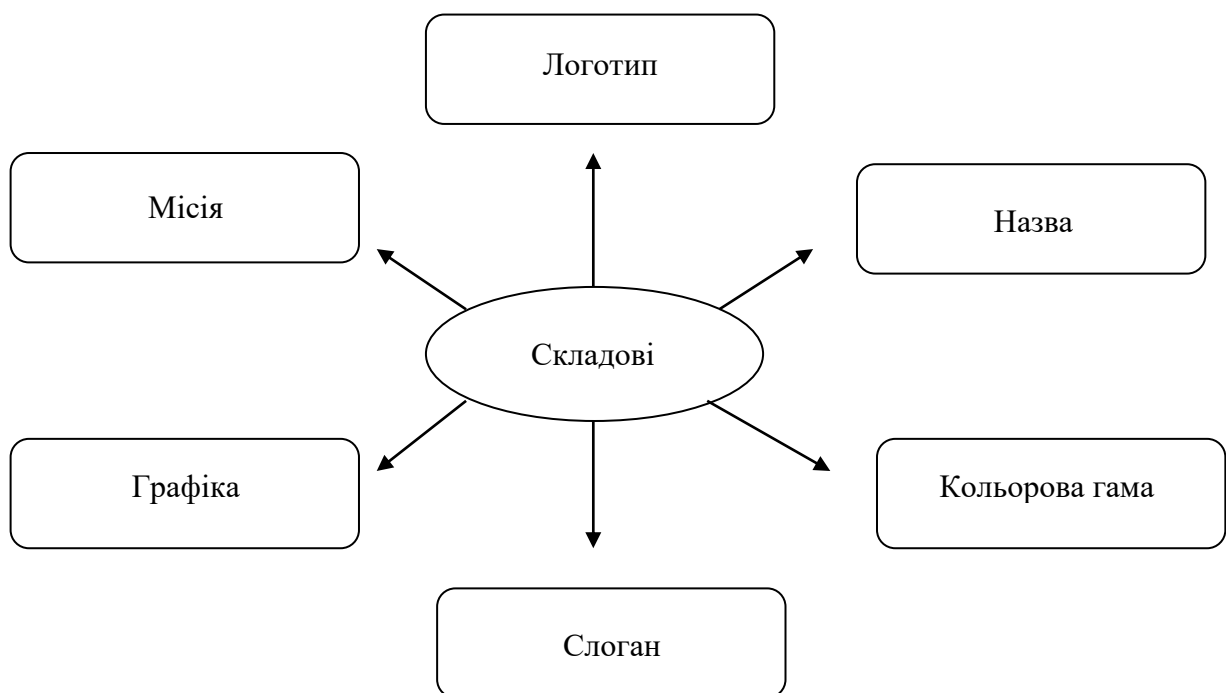 Логотип
Місія
Назва
Складові
Графіка
Кольорова гама
Слоган